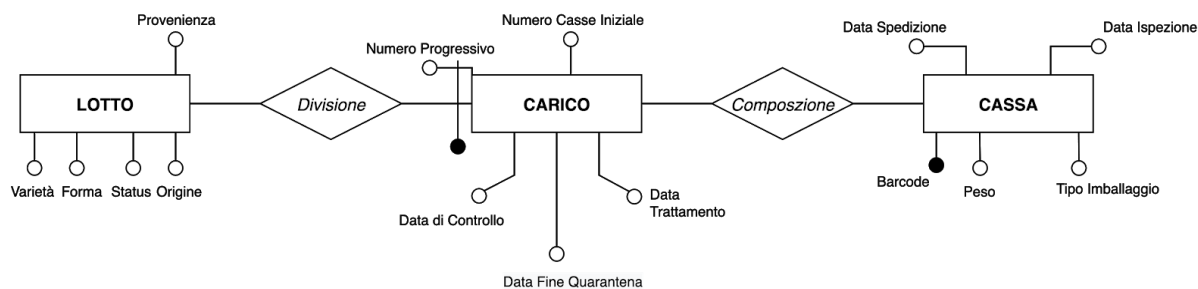 Provenienza
Numero Casse Iniziale
Data Spedizione
Data Ispezione
Numero Progressivo
LOTTO
Divisione
CARICO
Composzione
CASSA
Varietà
Forma
Status
Origine
Barcode
Peso
Tipo Imballaggio
Data di Controllo
Data
Trattamento
Data Fine Quarantena